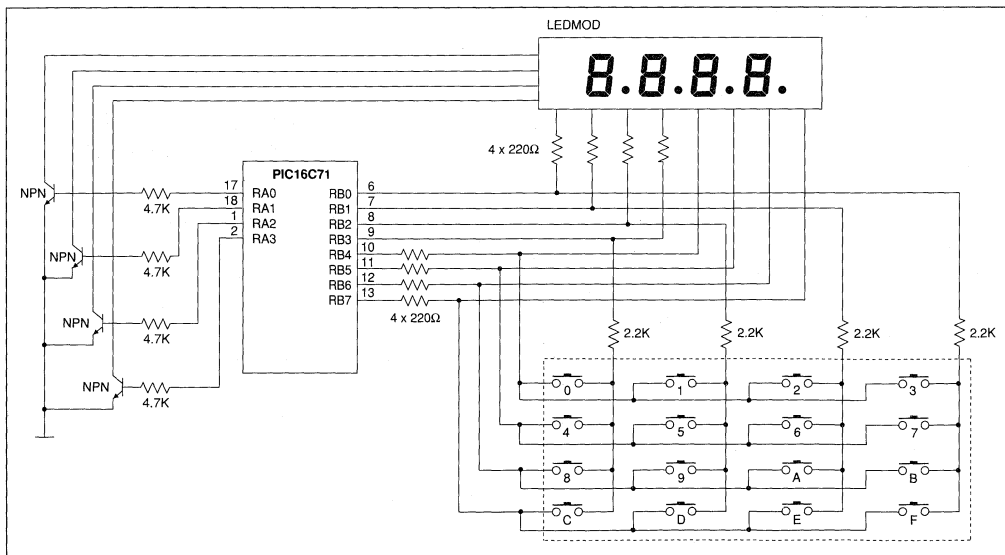 LEDMOD
8.8.8.8.
4 x 220Ω
PIC16C71
NPN
4.7K
17 RA0 RB0 6
18 RA1 RB1 7
1 RA2 RB2 8
2 RA3 RB3 9
RB4 10
RB5 11
RB6 12
RB7 13
NPN
4.7K
4 x 220Ω
NPN
4.7K
2.2K 2.2K 2.2K 2.2K
NPN
4.7K
0 1 2 3
4 5 6 7
8 9 A B
C D E F